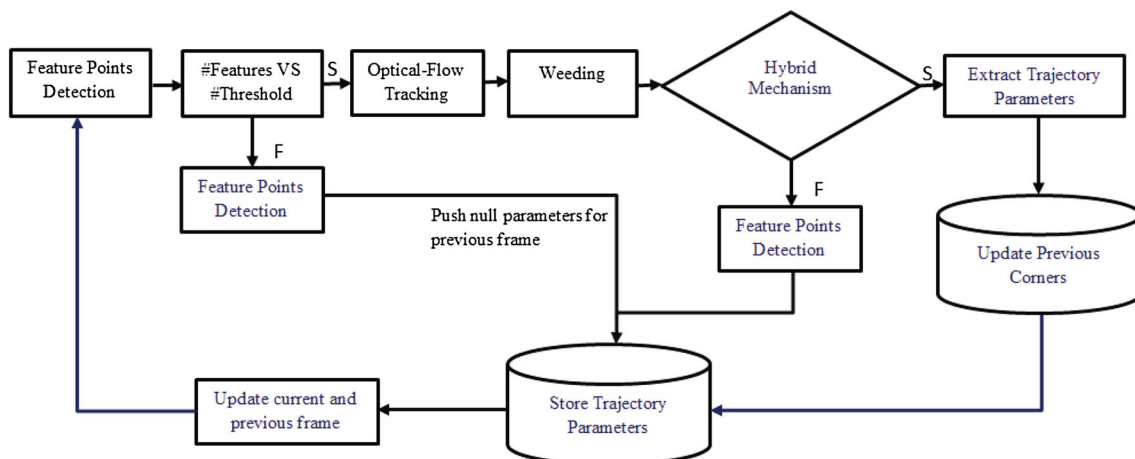 Feature Points
Detection
#Features VS
#Threshold
S
Optical-Flow
Tracking
Weeding
Hybrid
Mechanism
S
Extract Trajectory
Parameters
F
Feature Points
Detection
Push null parameters for
previous frame
F
Feature Points
Detection
Update Previous
Corners
Update current and
previous frame
Store Trajectory
Parameters